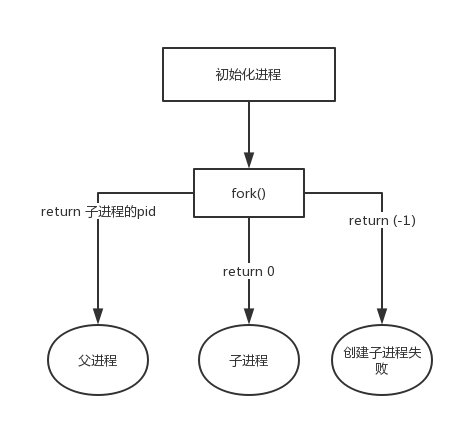 初始化进程
fork()
return 子进程的pid
return (-1)
return 0
父进程
子进程
创建子进程失
败